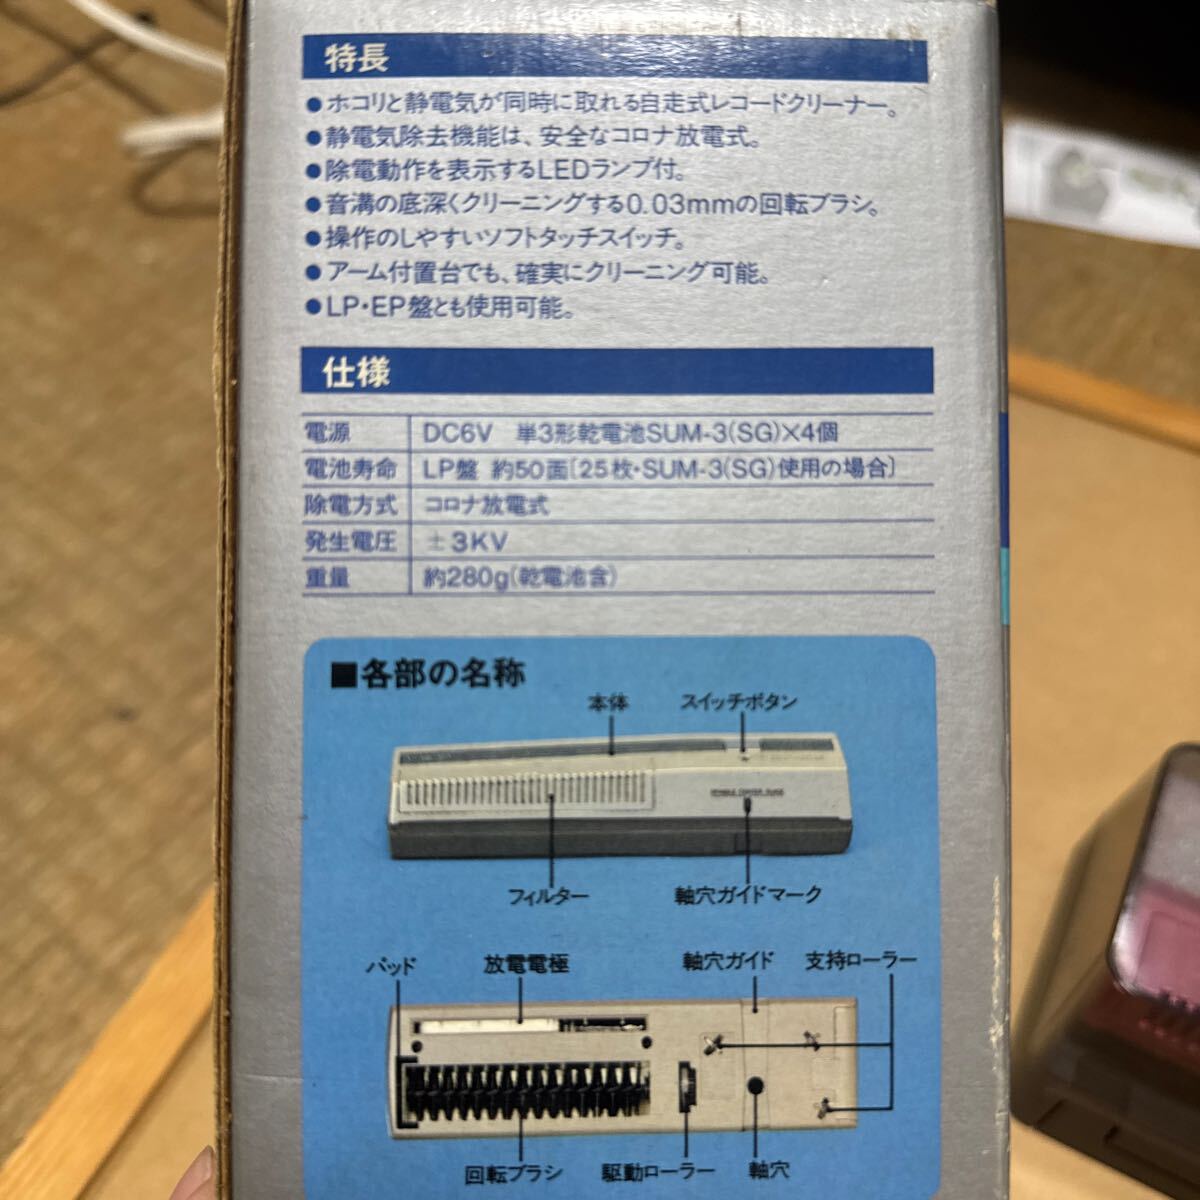 特長
●ホコリと静電気が同時に取れる自走式レコードクリーナー。
●静電気除去機能は、安全なコロナ放電式。
●除電動作を表示するLEDランプ付。
●音溝の底深くクリーニングする0.03mmの回転ブラシ。
●操作のしやすいソフトタッチスイッチ。
●アーム付置台でも、確実にクリーニング可能。
●LP・EP盤とも使用可能。
仕様
電源 DC6V 単3形乾電池SUM-3(SG)×4個
電池寿命 LP盤 約50面[25枚・SUM-3(SG)使用の場合]
除電方式 コロナ放電式
発生電圧 ±3KV
重量 約280g(乾電池含)
■各部の名称
本体 スイッチボタン
フィルター 軸穴ガイドマーク
パッド 放電電極 軸穴ガイド 支持ローラー
回転ブラシ 駆動ローラー 軸穴